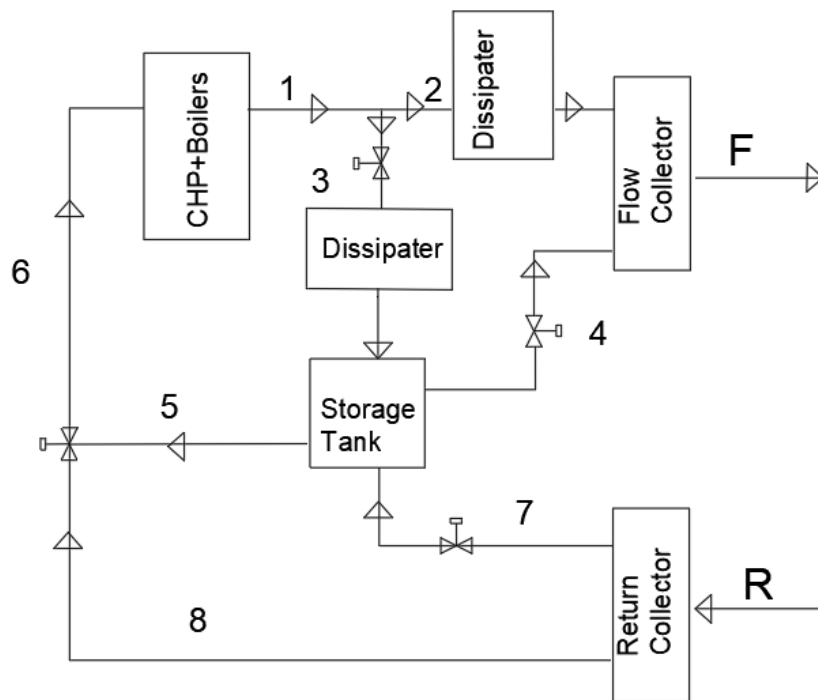 CHP+Boilers
1
2
Dissipater
Flow
Collector
F
3
Dissipater
6
4
5
Storage
Tank
7
Return
Collector
R
8